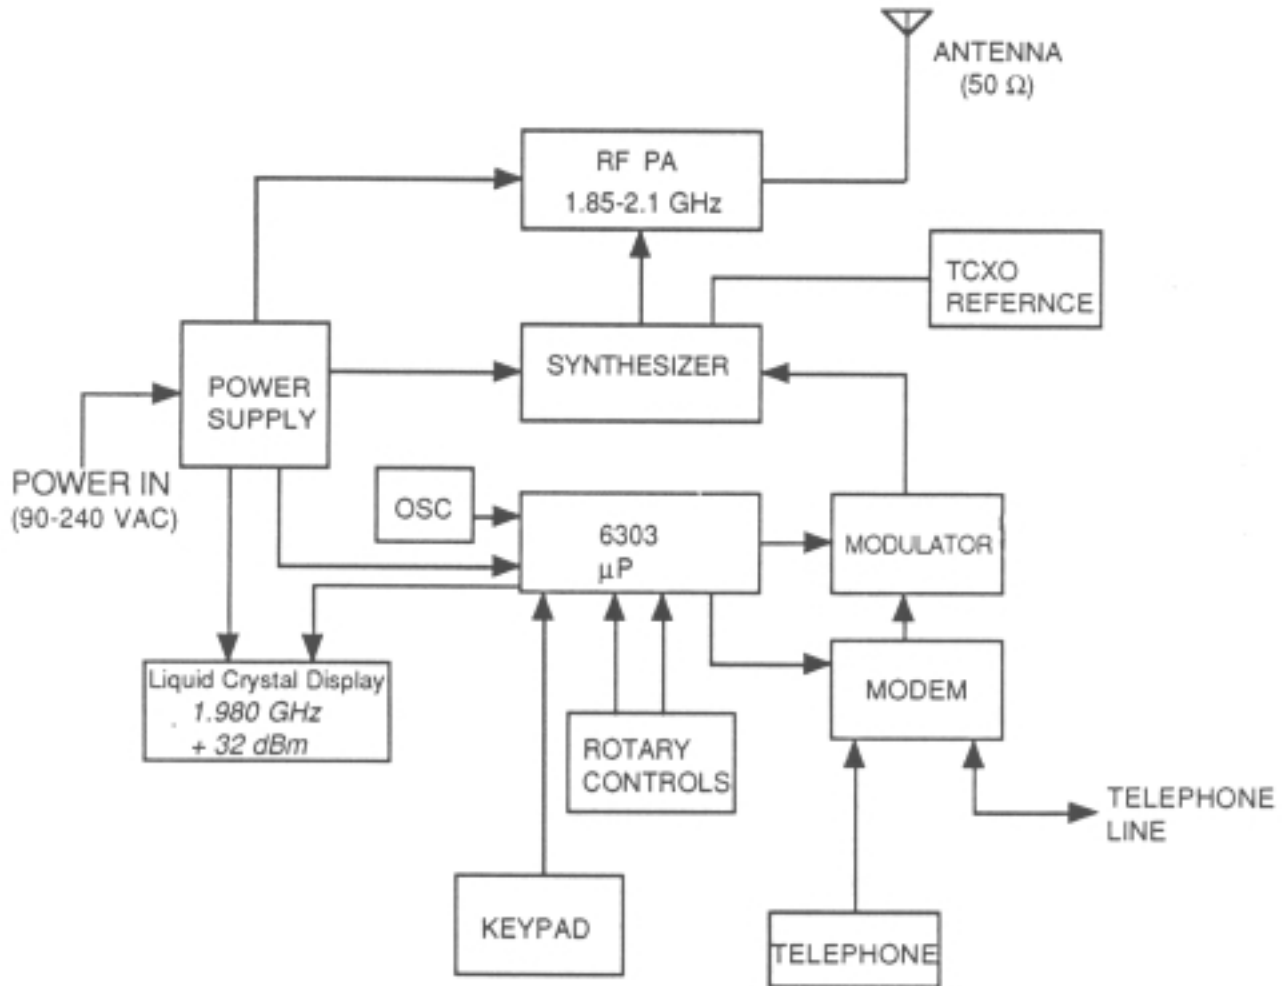 ANTENNA
(50 Ω)
RF PA
1.85-2.1 GHz
TCXO
REFERNCE
SYNTHESIZER
POWER
SUPPLY
POWER IN
(90-240 VAC)
OSC
6303
μP
MODULATOR
Liquid Crystal Display
1.980 GHz
+ 32 dBm
MODEM
ROTARY
CONTROLS
TELEPHONE
LINE
KEYPAD
TELEPHONE